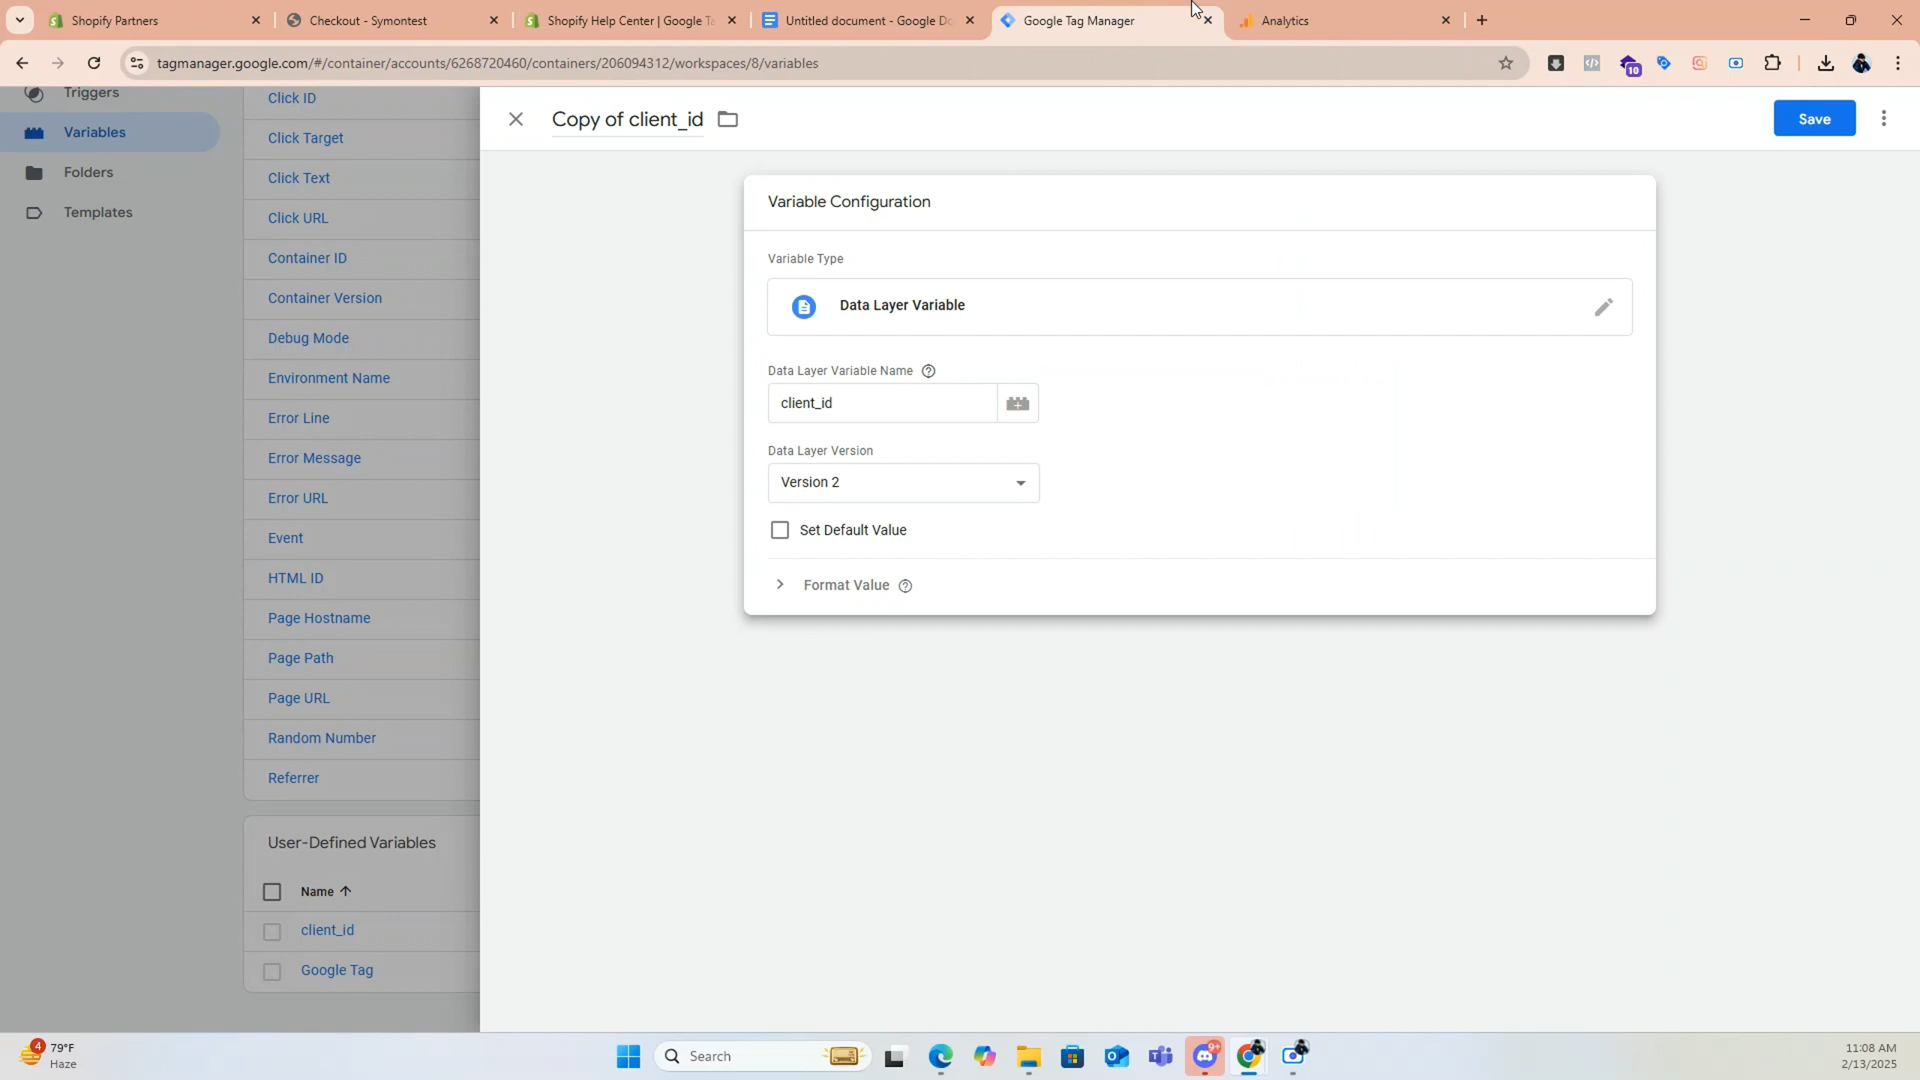 Shopify Partners
Checkout - Symontest
Shopify Help Center | Google Ta
Untitled document - Google Do
Google Tag Manager
Analytics
tagmanager.google.com/#/container/accounts/6268720460/containers/206094312/workspaces/8/variables
10
Triggers
Variables
Folders
Templates
Click ID
Click Target
Click Text
Click URL
Container ID
Container Version
Debug Mode
Environment Name
Error Line
Error Message
Error URL
Event
HTML ID
Page Hostname
Page Path
Page URL
Random Number
Referrer
User-Defined Variables
Name
client_id
Google Tag
Copy of client_id
Save
Variable Configuration
Variable Type
Data Layer Variable
Data Layer Variable Name
client_id
Data Layer Version
Version 2
Set Default Value
Format Value
4
79°F
Haze
Search
9+
11:08 AM
2/13/2025